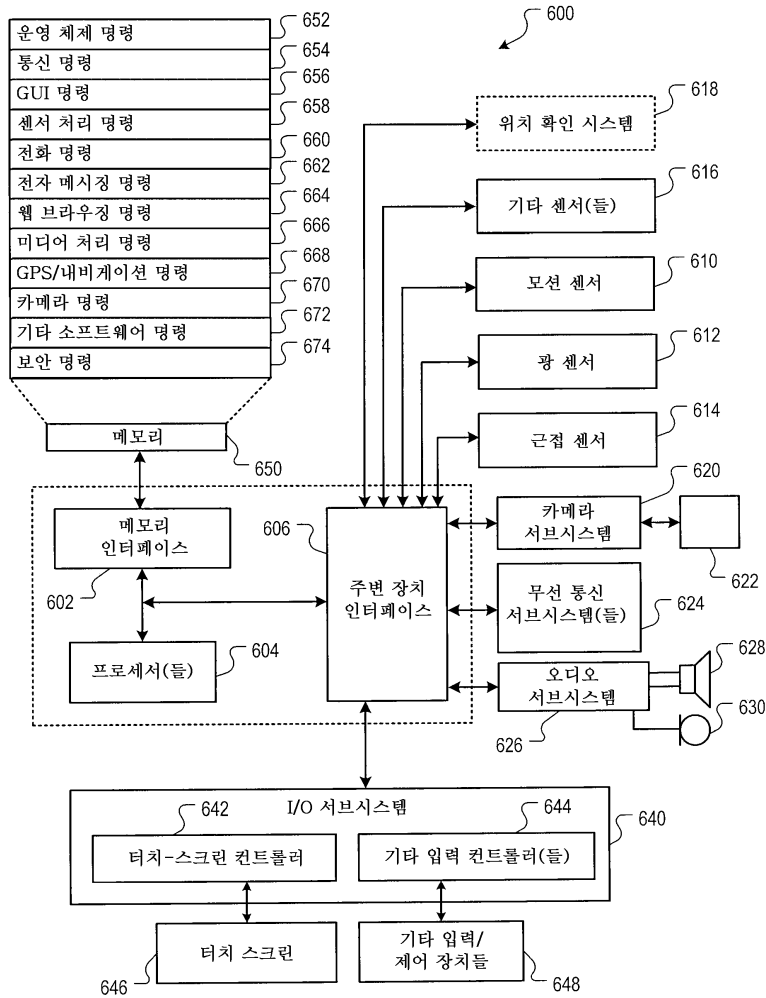 운영 체제 명령 652
통신 명령 654
GUI 명령 656
센서 처리 명령 658
전화 명령 660
전자 메시징 명령 662
웹 브라우징 명령 664
미디어 처리 명령 666
GPS/내비게이션 명령 668
카메라 명령 670
기타 소프트웨어 명령 672
보안 명령 674
메모리
650
600
위치 확인 시스템
618
기타 센서(들)
616
모션 센서
610
광 센서
612
근접 센서
614
메모리
인터페이스
602
프로세서(들)
604
606
주변 장치
인터페이스
카메라
서브시스템
620
622
무선 통신
서브시스템(들)
624
오디오
서브시스템
626
628
630
I/O 서브시스템
640
642
터치-스크린 컨트롤러
644
기타 입력 컨트롤러(들)
터치 스크린
646
기타 입력/
제어 장치들
648